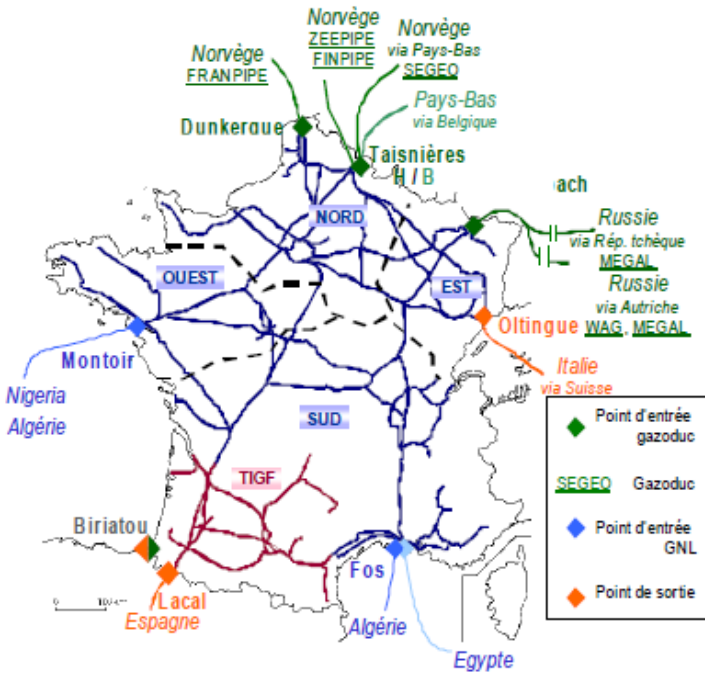 Norvège
ZEEPIPE
FINPIPE
Norvège
via Pays-Bas
SEGEO
Norvège
FRANPIPE
Pays-Bas
via Belgique
Dunkerque
Taisnières
H / B
ach
NORD
Russie
via Rép. tchèque
MEGAL
OUEST
EST
Russie
via Autriche
WAG, MEGAL
Oltingue
Montoir
Italie
via Suisse
Nigeria
Algérie
SUD
TIGF
Biriatou
Lacal
Espagne
Fos
Algérie
Egypte
Point d'entrée
gazoduc
SEGEO Gazoduc
Point d'entrée
GNL
Point de sortie